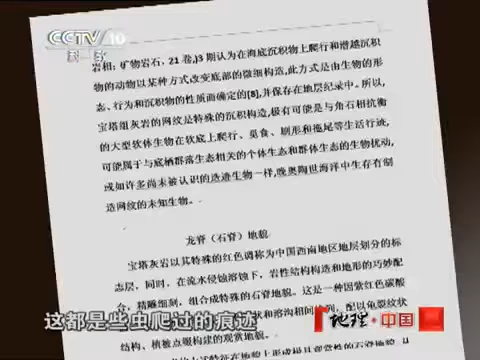 CCTV 10
科教
岩相:矿物岩石:21卷,)3期认为在海底沉积物上爬行和潜越沉积
物的动物以某种方式改变底部的微细构造,此方式是由生物的形
态、行为和沉积物的性质而确定的[8],并保存在地层纪录中。所以,
宝塔组灰岩的网纹是特殊的沉积构造,极有可能是与角石相抗衡
的大型软体生物在软底上爬行、巢食、刷形和拖尾等生活行迹,
可能属于与底栖群落生态相关的个体生态和群体生态的生物扰动,
或如许多尚未被认识的造迹生物一样,晚奥陶世海洋中生存有制
造网纹的未知生物。
龙脊(石脊)地貌
宝塔灰岩以其特殊的红色调称为中国西南地区地层划分的标
志层,同时,在流水侵蚀溶蚀下,岩性结构构造和地形的巧妙配
合,精雕细刻,组合成特殊的石脊地貌。这是一种因紫红色碳酸
状和溶沟相间排列,配以龟裂纹状
结构、植被点缀构建的观赏地貌。
这都是些虫爬过的痕迹
地理·中国